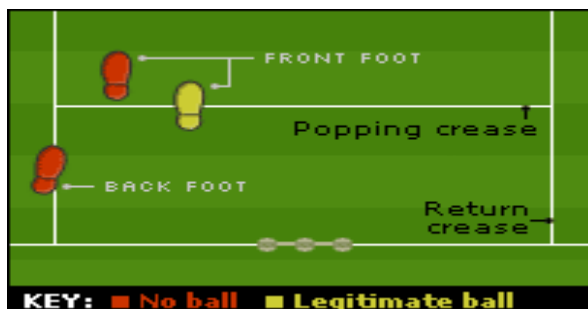 FRONT FOOT
Popping crease
BACK FOOT
Return
crease
KEY: No ball Legitimate ball